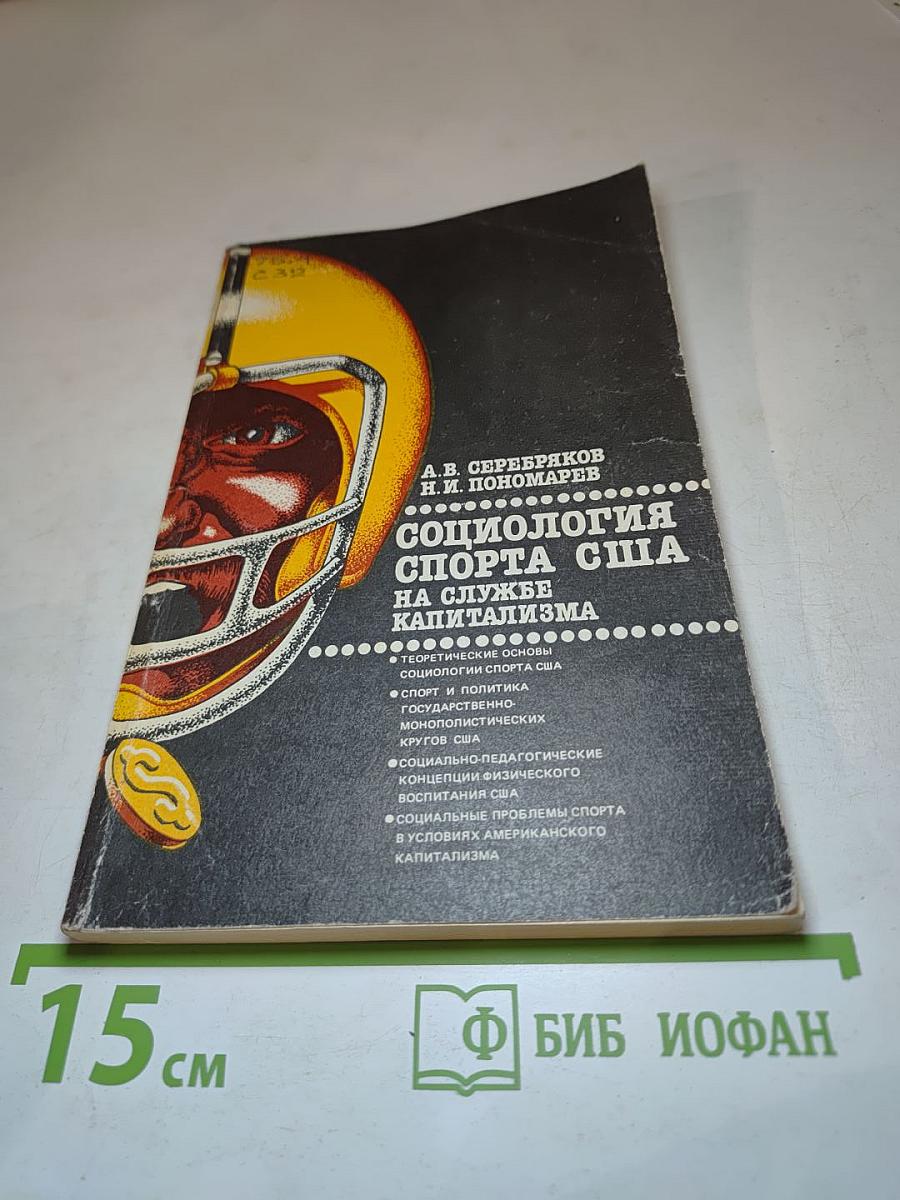 С 39
А. В. СЕРЕБРЯКОВ
Н. И. ПОНОМАРЕВ
СОЦИОЛОГИЯ
СПОРТА США
НА СЛУЖБЕ
КАПИТАЛИЗМА
● ТЕОРЕТИЧЕСКИЕ ОСНОВЫ
СОЦИОЛОГИИ СПОРТА США
● СПОРТ И ПОЛИТИКА
ГОСУДАРСТВЕННО-
МОНОПОЛИСТИЧЕСКИХ
КРУГОВ США
● СОЦИАЛЬНО-ПЕДАГОГИЧЕСКИЕ
КОНЦЕПЦИИ ФИЗИЧЕСКОГО
ВОСПИТАНИЯ США
● СОЦИАЛЬНЫЕ ПРОБЛЕМЫ СПОРТА
В УСЛОВИЯХ АМЕРИКАНСКОГО
КАПИТАЛИЗМА
15 см
Ф БИБ ИОФАН